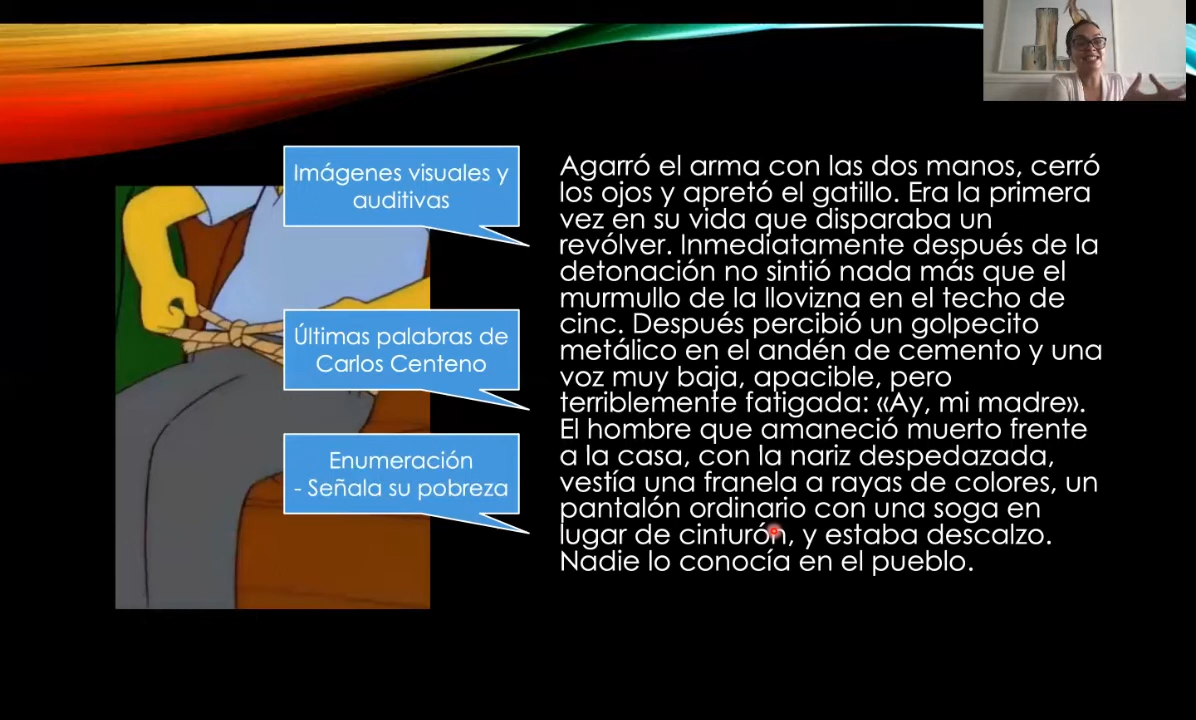 Imágenes visuales y
auditivas
Últimas palabras de
Carlos Centeno
Enumeración
- Señala su pobreza
Agarró el arma con las dos manos, cerró
los ojos y apretó el gatillo. Era la primera
vez en su vida que disparaba un
revólver. Inmediatamente después de la
detonación no sintió nada más que el
murmullo de la llovizna en el techo de
cinc. Después percibió un golpecito
metálico en el andén de cemento y una
voz muy baja, apacible, pero
terriblemente fatigada: «Ay, mi madre».
El hombre que amaneció muerto frente
a la casa, con la nariz despedazada,
vestía una franela a rayas de colores, un
pantalón ordinario con una soga en
lugar de cinturón, y estaba descalzo.
Nadie lo conocía en el pueblo.